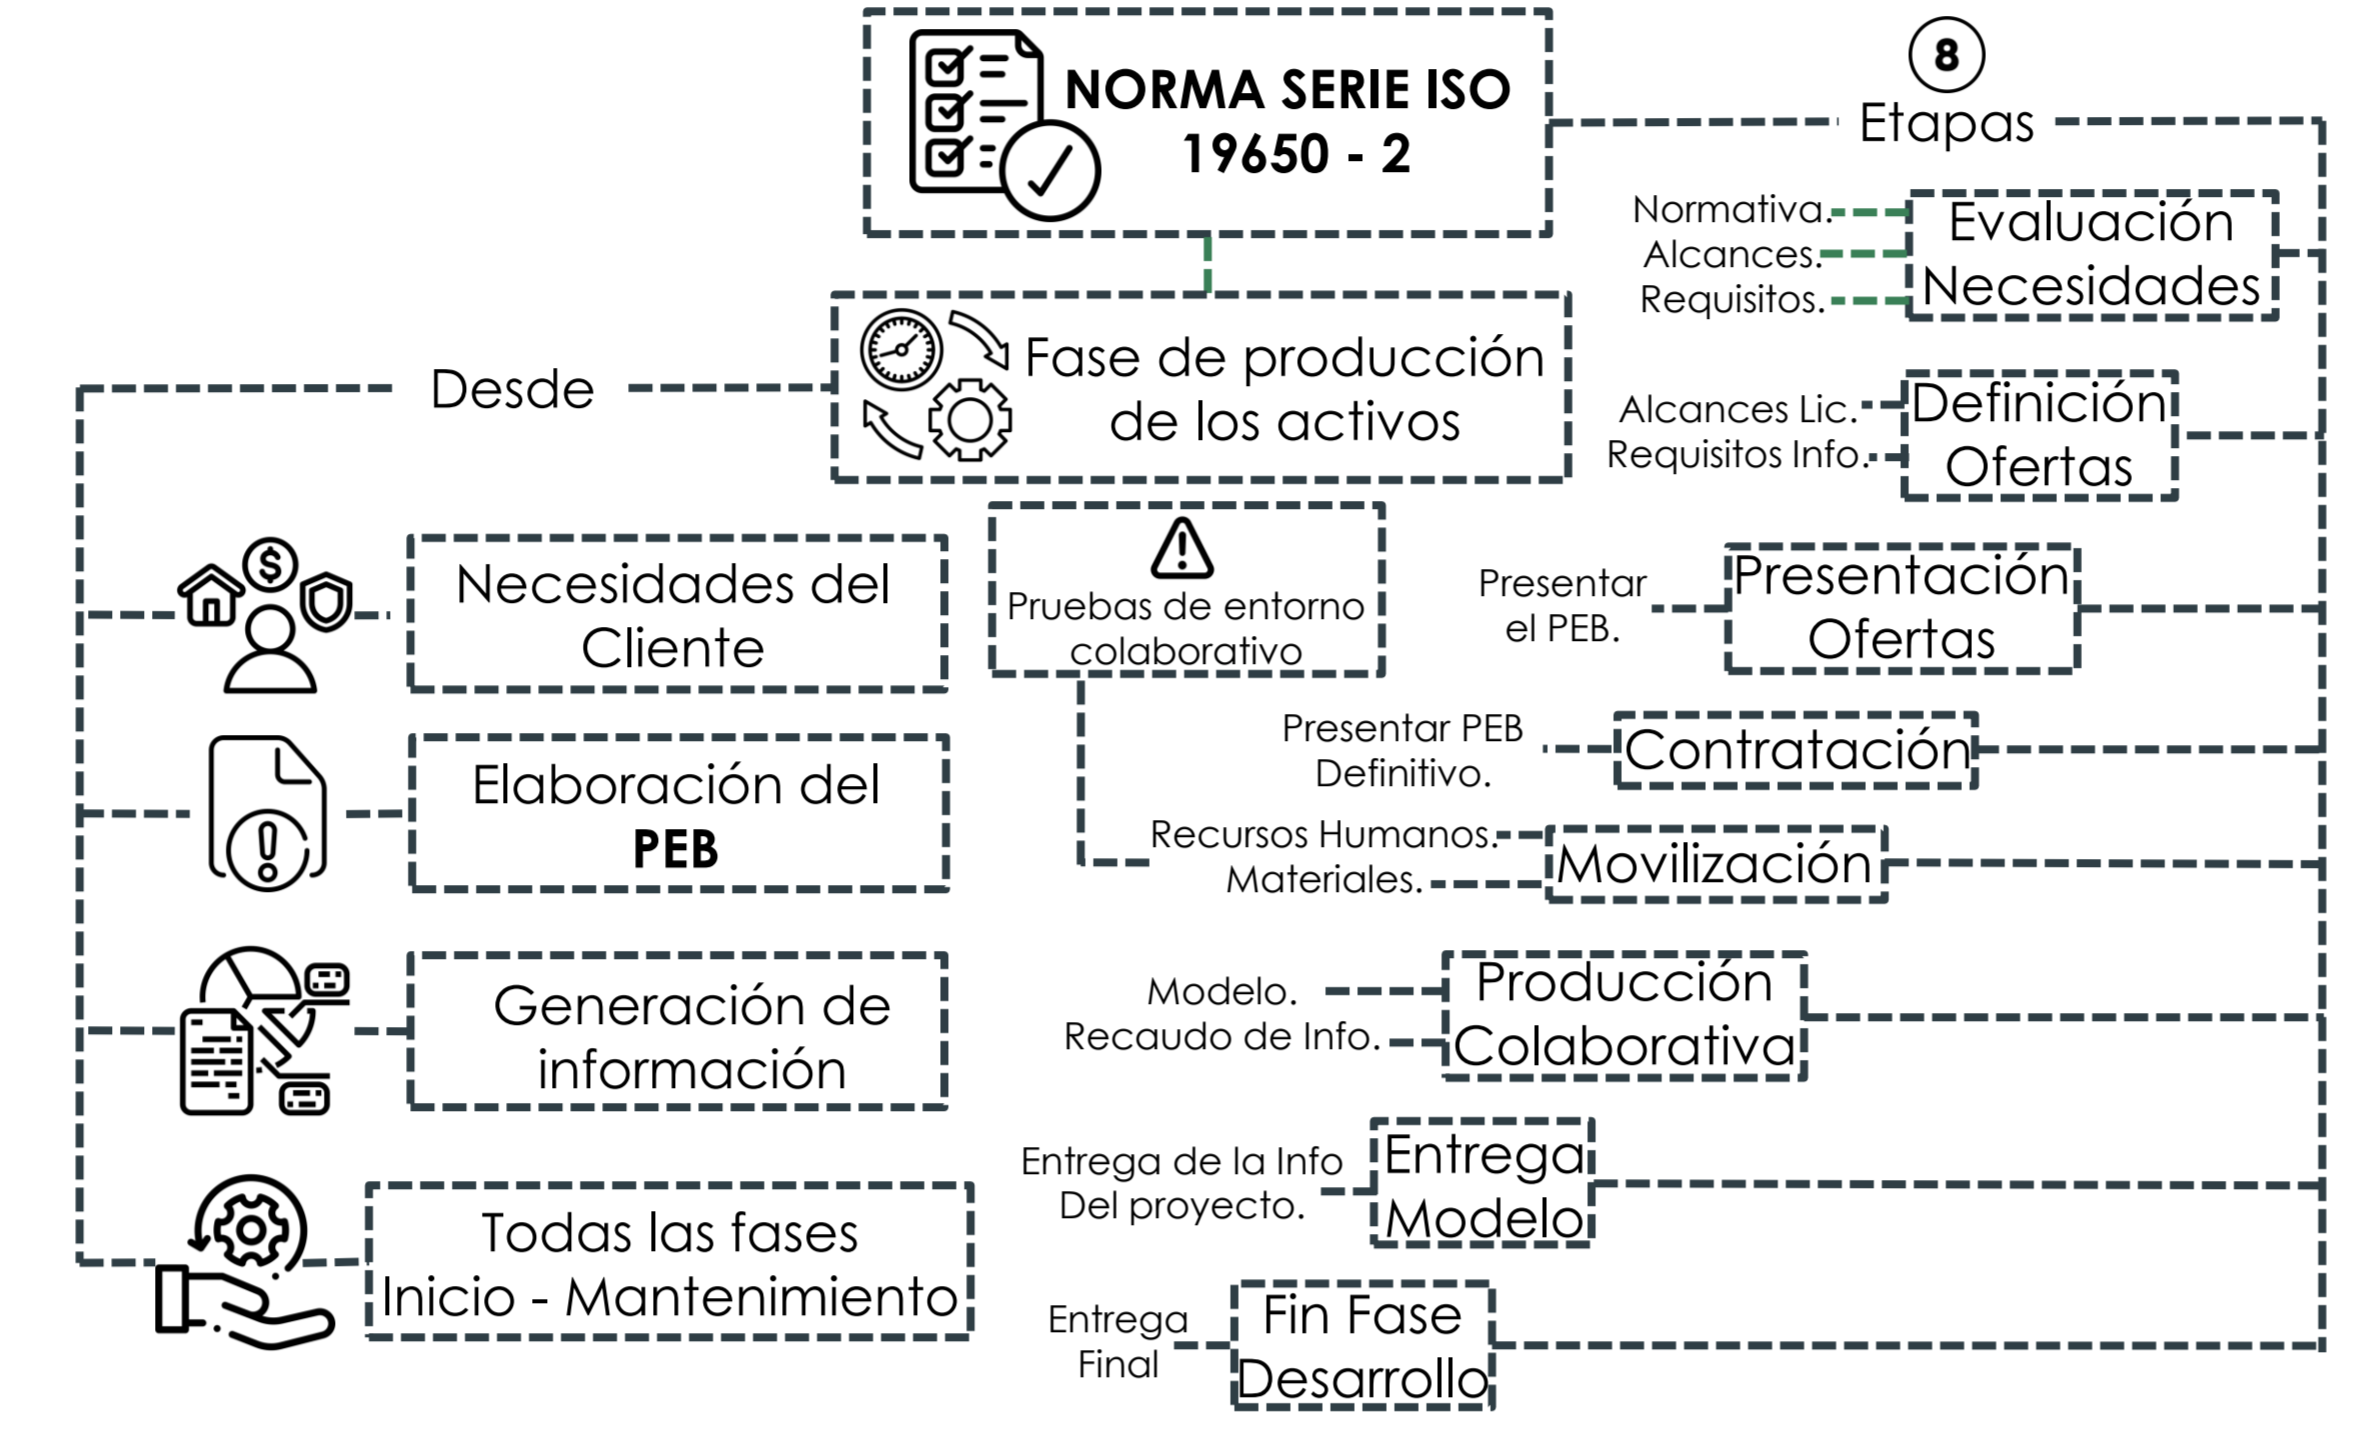 NORMA SERIE ISO
19650 - 2
8
Etapas
Normativa.
Alcances.
Requisitos.
Evaluación
Necesidades
Fase de producción
de los activos
Desde
Alcances Lic.
Requisitos Info.
Definición
Ofertas
Necesidades del
Cliente
Pruebas de entorno
colaborativo
Presentar
el PEB.
Presentación
Ofertas
Presentar PEB
Definitivo.
Contratación
Elaboración del
PEB
Recursos Humanos.
Materiales.
Movilización
Generación de
información
Modelo.
Recaudo de Info.
Producción
Colaborativa
Entrega de la Info
Del proyecto.
Entrega
Modelo
Todas las fases
Inicio - Mantenimiento
Entrega
Final
Fin Fase
Desarrollo